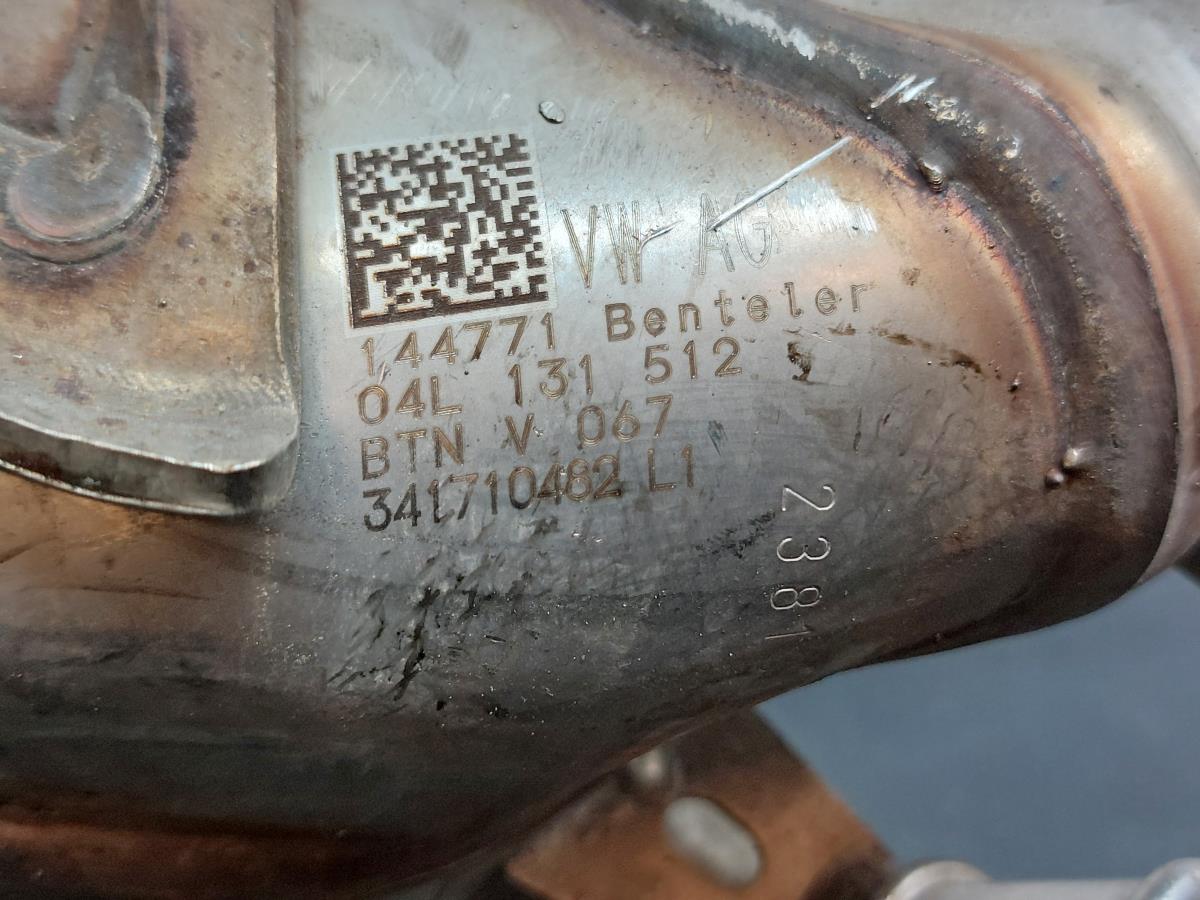 VW AG
144771 Benteler
04L 131 512
BTN V 067
341710482 L1
2381